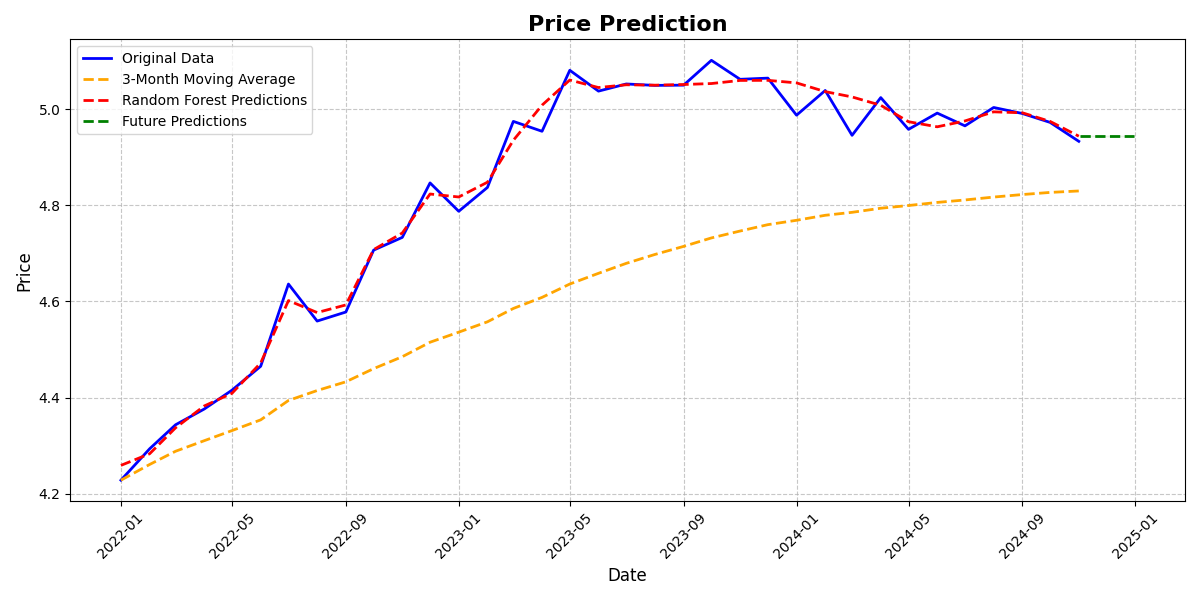 Price Prediction
Original Data
3-Month Moving Average
Random Forest Predictions
Future Predictions
Price
5.0
4.8
4.6
4.4
4.2
2022-01
2022-05
2022-09
2023-01
2023-05
2023-09
2024-01
2024-05
2024-09
2025-01
Date